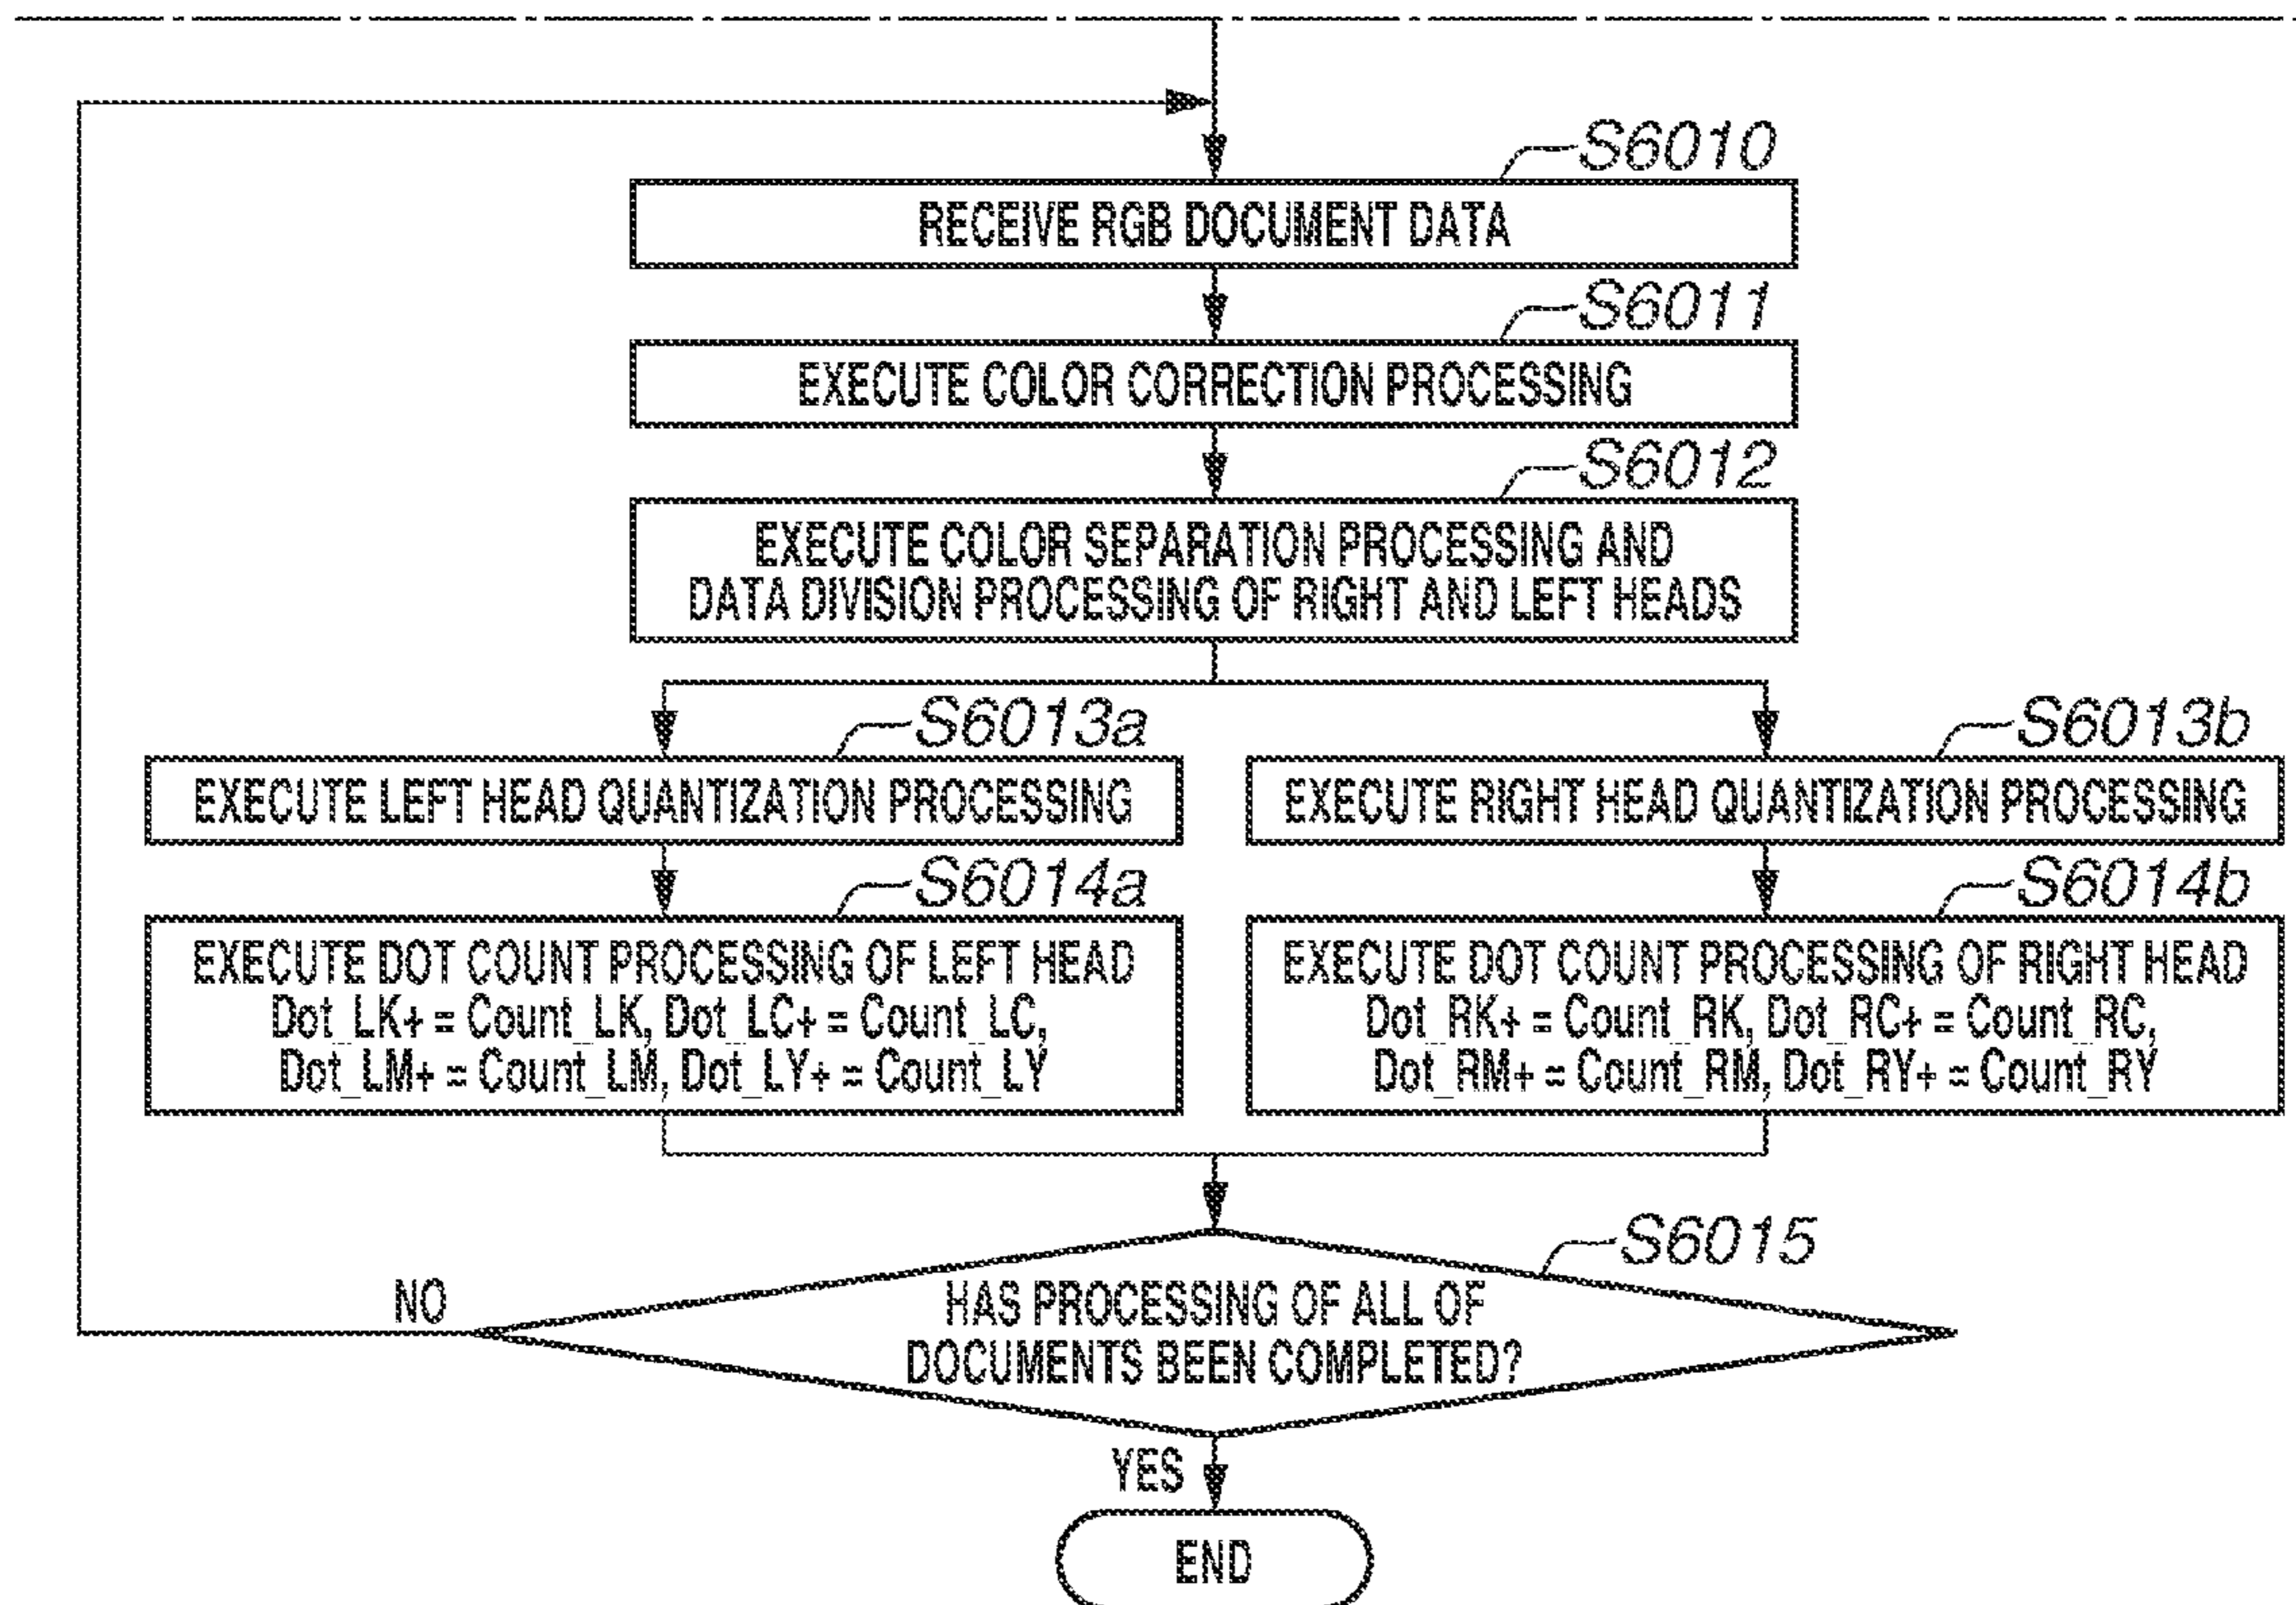 S6010
RECEIVE RGB DOCUMENT DATA
S6011
EXECUTE COLOR CORRECTION PROCESSING
S6012
EXECUTE COLOR SEPARATION PROCESSING AND
DATA DIVISION PROCESSING OF RIGHT AND LEFT HEADS
S6013a
EXECUTE LEFT HEAD QUANTIZATION PROCESSING
S6013b
EXECUTE RIGHT HEAD QUANTIZATION PROCESSING
S6014a
EXECUTE DOT COUNT PROCESSING OF LEFT HEAD
Dot_LK+ = Count_LK, Dot_LC+ = Count_LC,
Dot_LM+ = Count_LM, Dot_LY+ = Count_LY
S6014b
EXECUTE DOT COUNT PROCESSING OF RIGHT HEAD
Dot_RK+ = Count_RK, Dot_RC+ = Count_RC,
Dot_RM+ = Count_RM, Dot_RY+ = Count_RY
S6015
HAS PROCESSING OF ALL OF
DOCUMENTS BEEN COMPLETED?
NO
YES
END